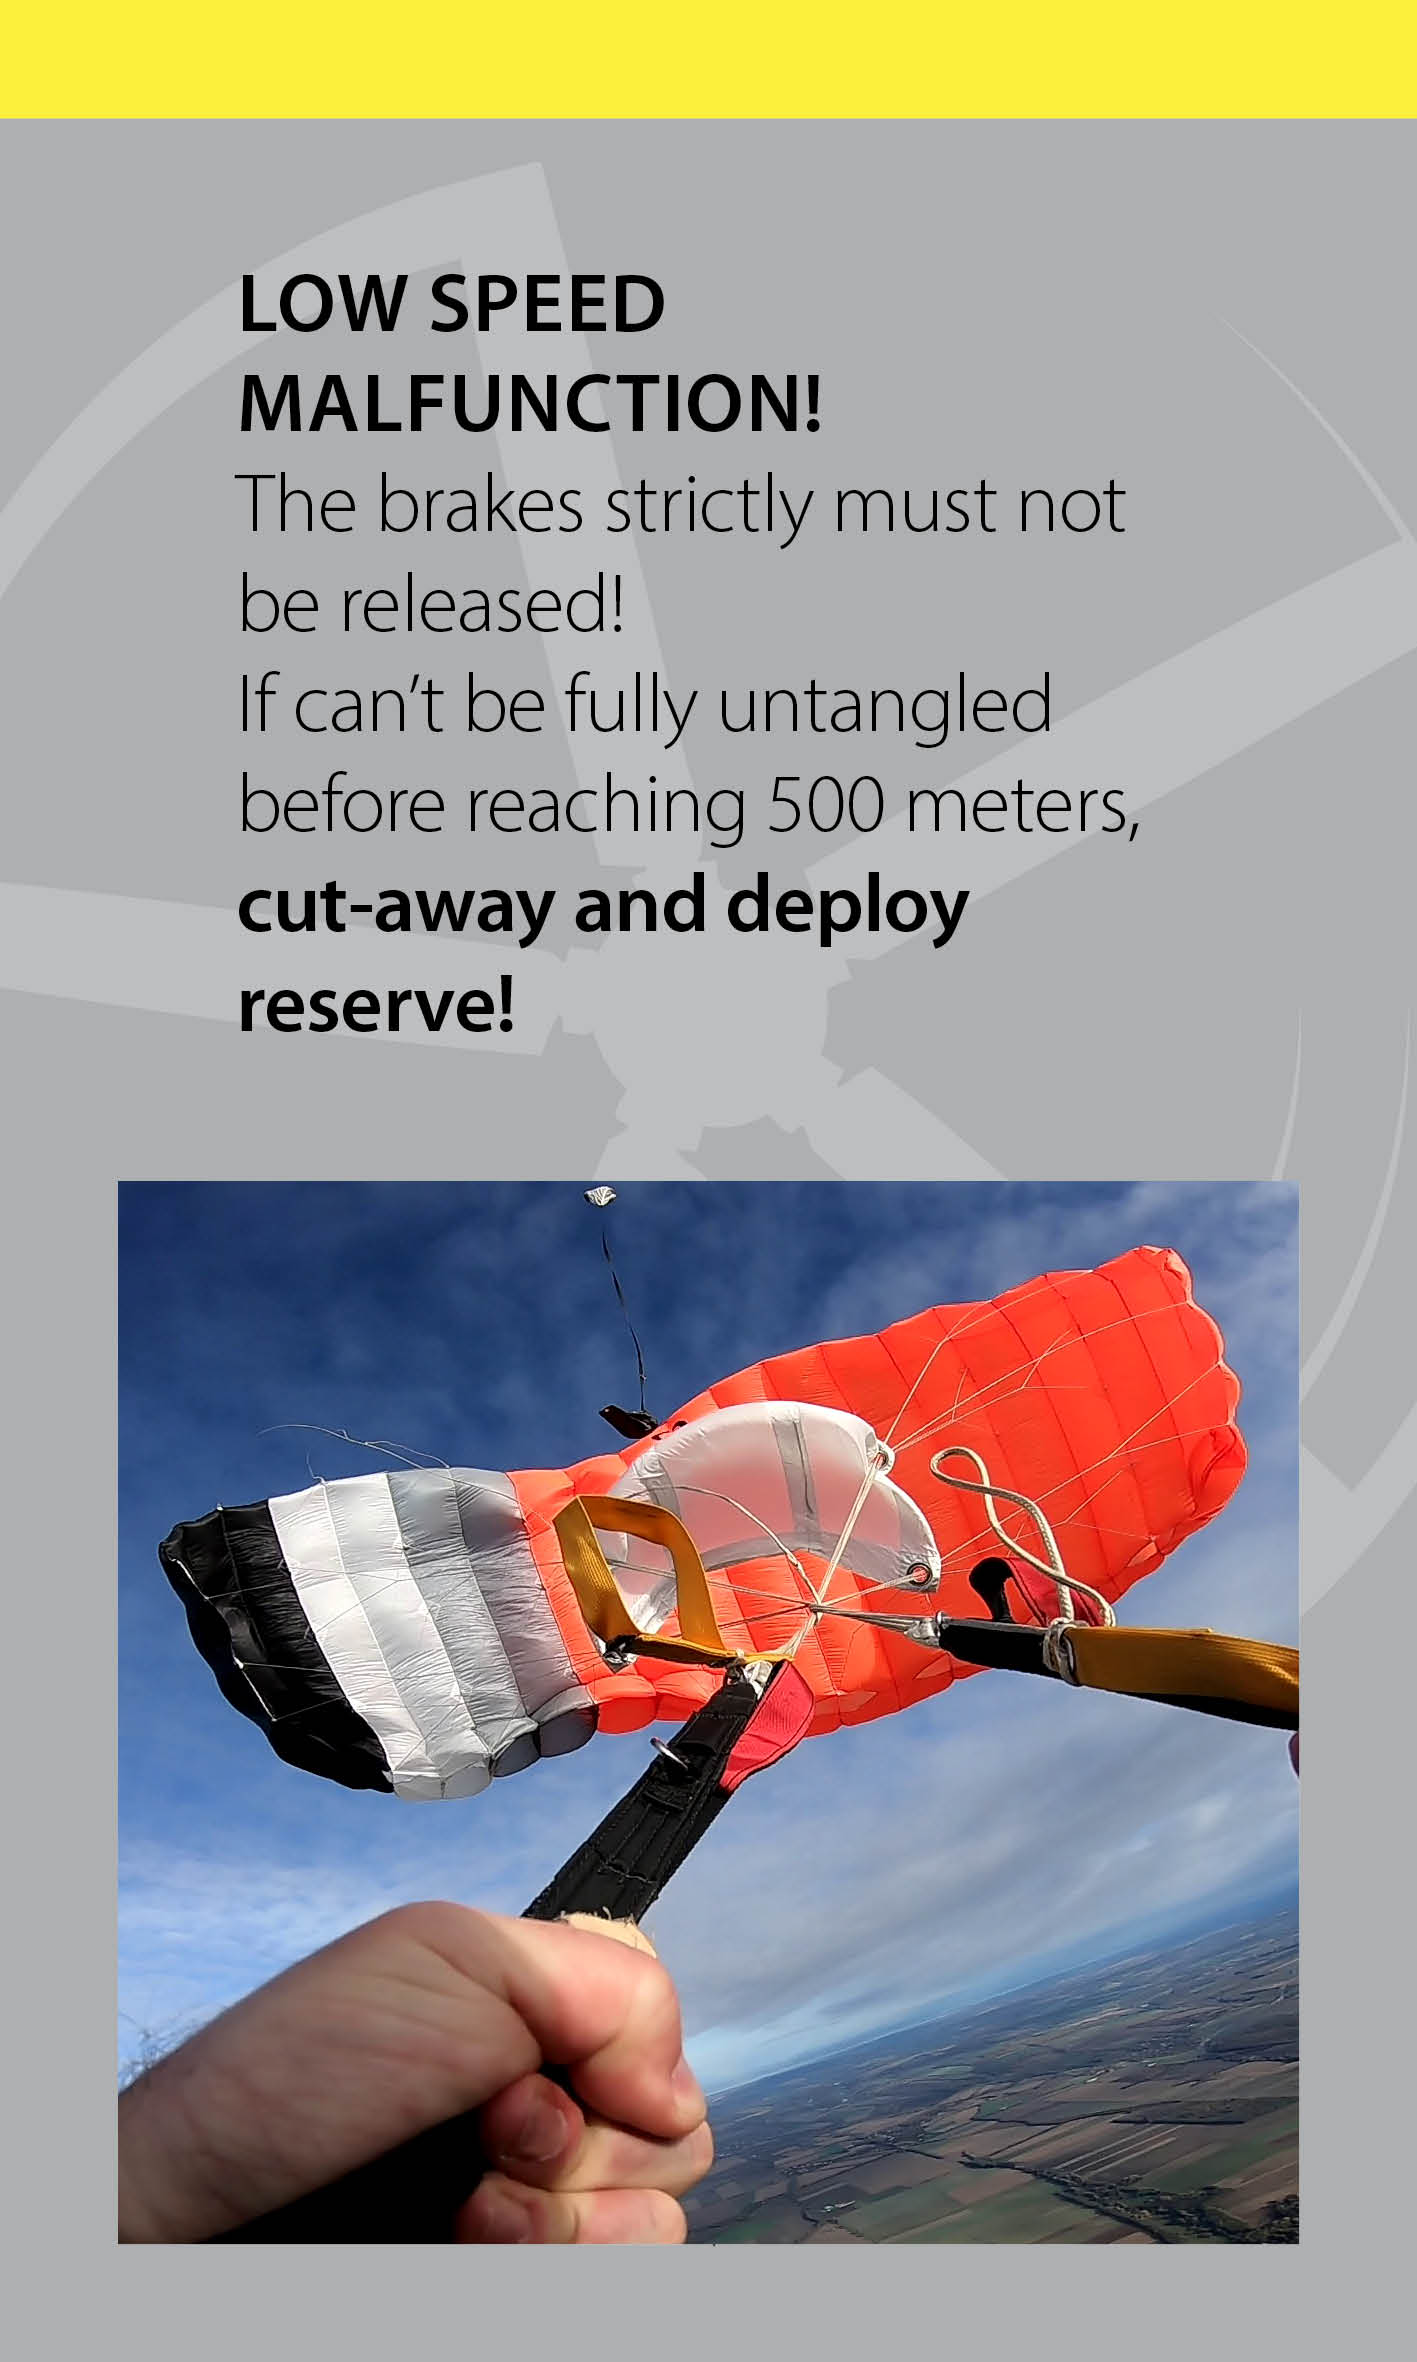 LOW SPEED
MALFUNCTION!
The brakes strictly must not
be released!
If can't be fully untangled
before reaching 500 meters,
cut-away and deploy
reserve!